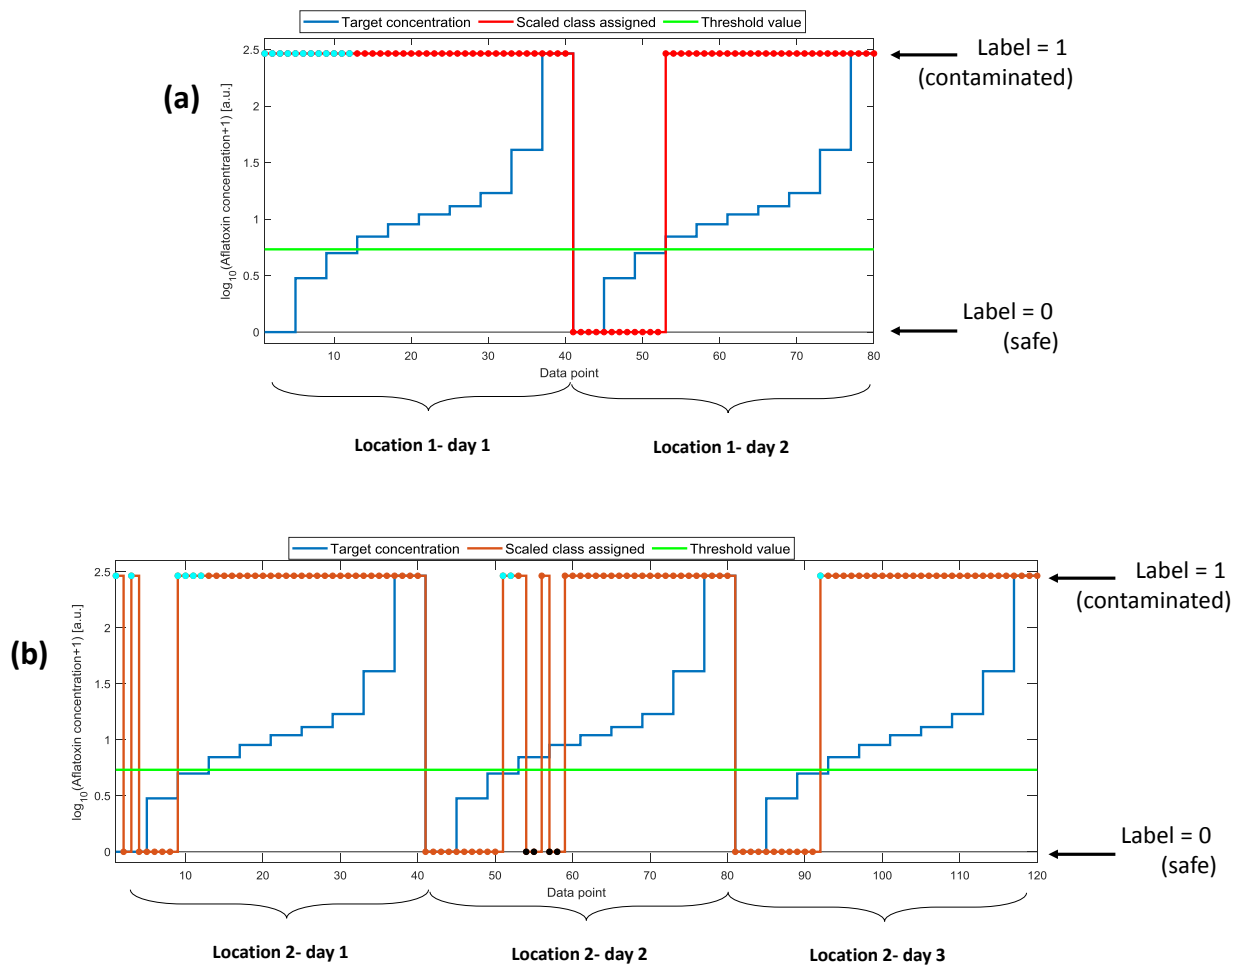 Target concentration Scaled class assigned Threshold value
(a)
log10(Aflatoxin concentration+1) [a.u.]
2.5
2
1.5
1
0.5
0
10 20 30 40 50 60 70 80
Data point
Label = 1
(contaminated)
Label = 0
(safe)
Location 1- day 1 Location 1- day 2
Target concentration Scaled class assigned Threshold value
(b)
log10(Aflatoxin concentration+1) [a.u.]
2.5
2
1.5
1
0.5
0
10 20 30 40 50 60 70 80 90 100 110 120
Data point
Label = 1
(contaminated)
Label = 0
(safe)
Location 2- day 1 Location 2- day 2 Location 2- day 3